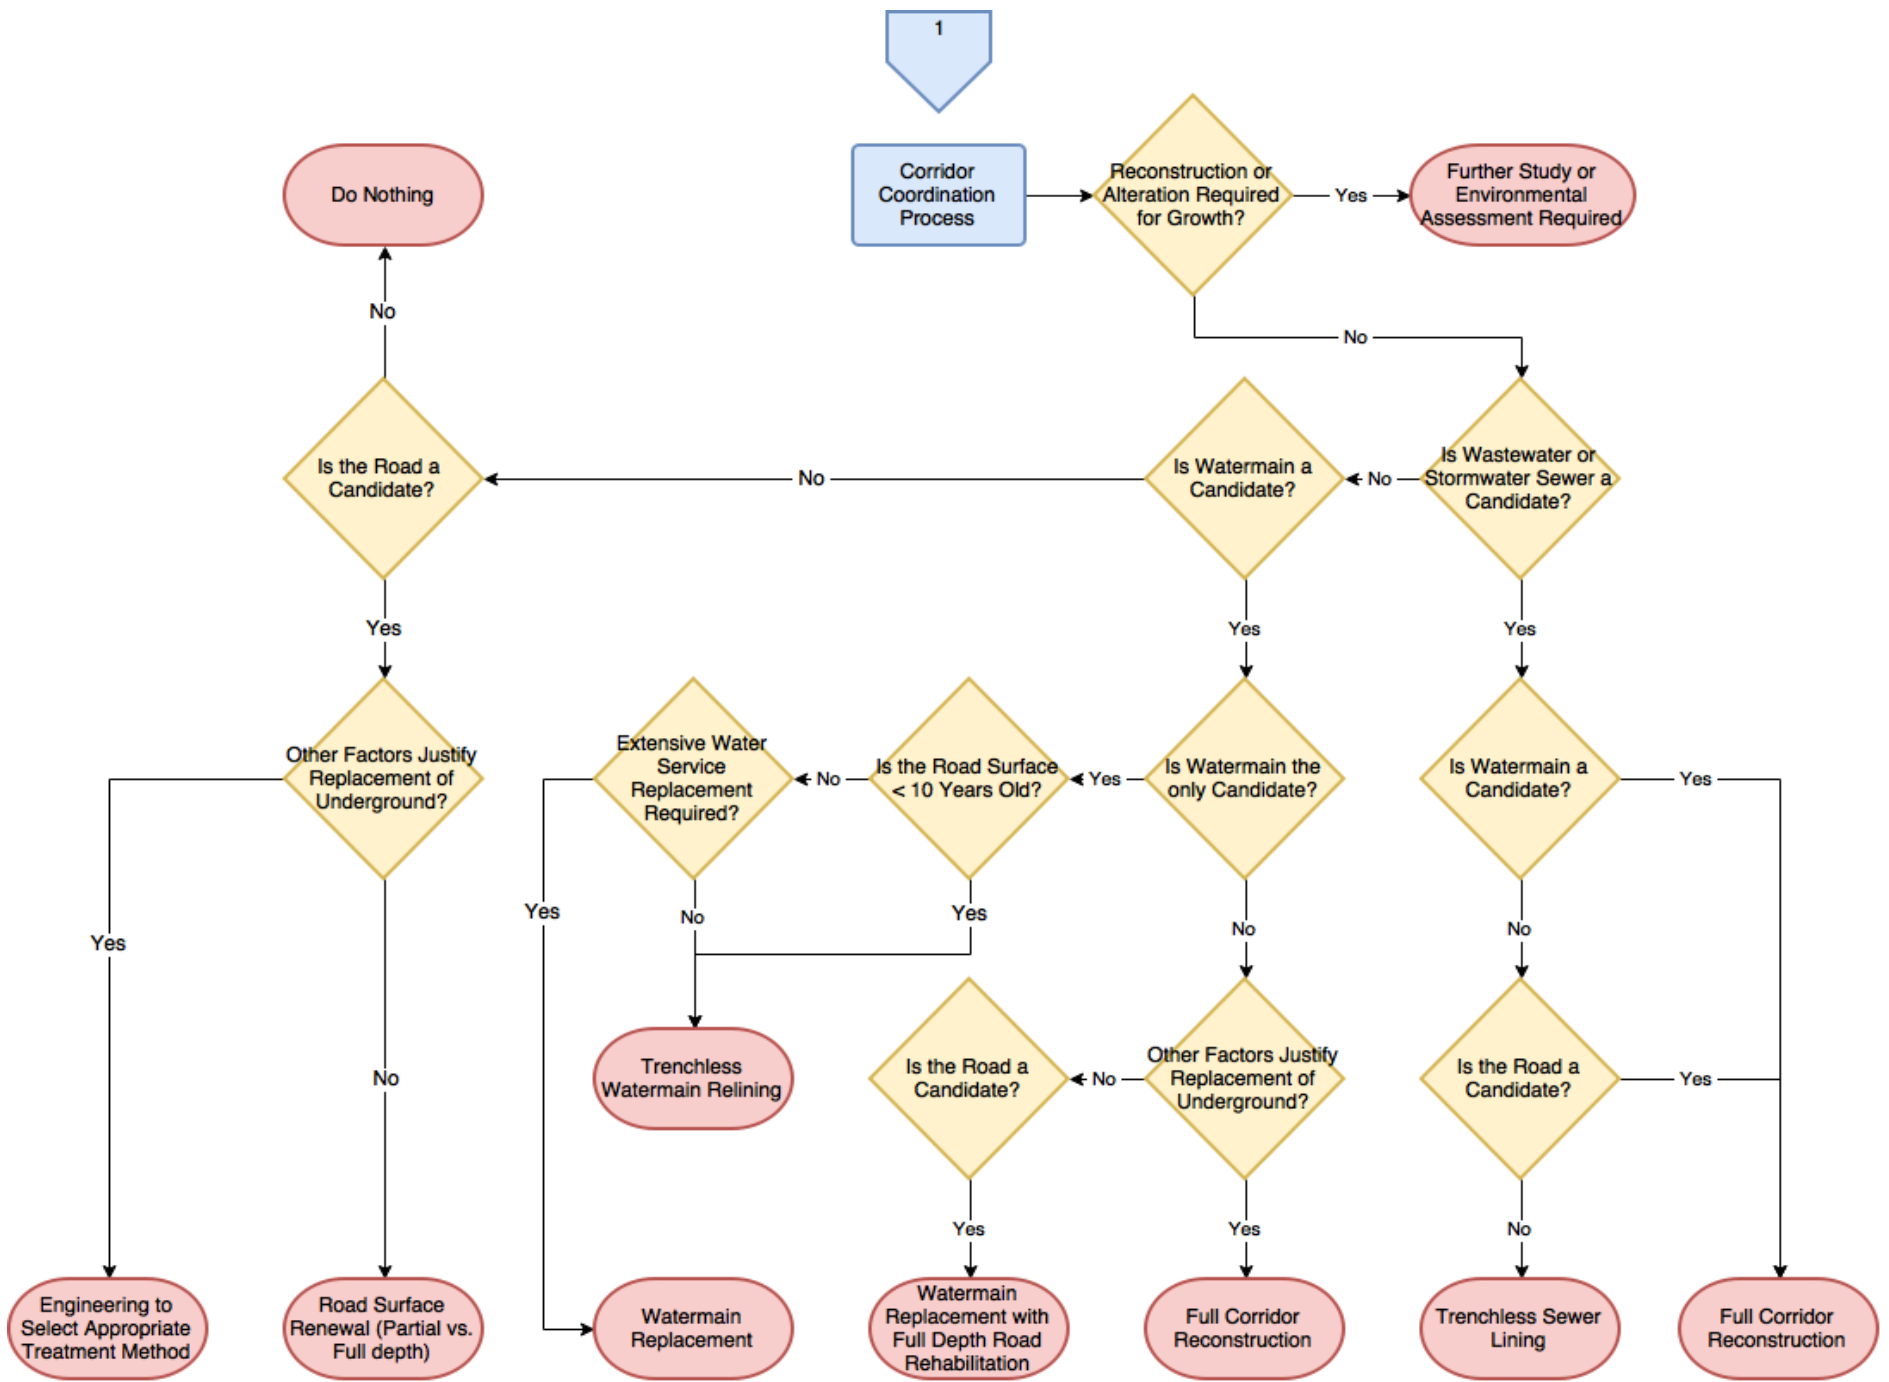 1
Corridor
Coordination
Process
Reconstruction or
Alteration Required
for Growth?
Yes
Further Study or
Environmental
Assessment Required
Do Nothing
No
No
Is the Road a
Candidate?
No
Is Watermain a
Candidate?
No
Is Wastewater or
Stormwater Sewer a
Candidate?
Yes
Yes
Yes
Other Factors Justify
Replacement of
Underground?
Extensive Water
Service
Replacement
Required?
No
Is the Road Surface
< 10 Years Old?
Yes
Is Watermain the
only Candidate?
Is Watermain a
Candidate?
Yes
Yes
Yes
No
Yes
No
No
No
Trenchless
Watermain Relining
Is the Road a
Candidate?
No
Other Factors Justify
Replacement of
Underground?
Is the Road a
Candidate?
Yes
Yes
Yes
No
Engineering to
Select Appropriate
Treatment Method
Road Surface
Renewal (Partial vs.
Full depth)
Watermain
Replacement
Watermain
Replacement with
Full Depth Road
Rehabilitation
Full Corridor
Reconstruction
Trenchless Sewer
Lining
Full Corridor
Reconstruction